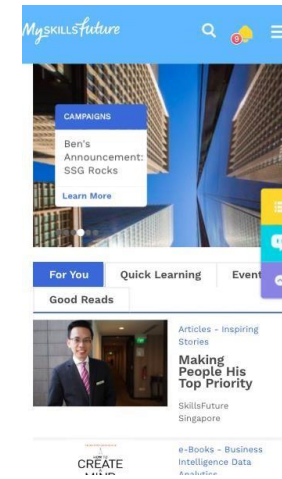 MySKILLSfuture
CAMPAIGNS
Ben's
Announcement:
SSG Rocks
Learn More
For You Quick Learning Event
Good Reads
Articles - Inspiring
Stories
Making
People His
Top Priority
SkillsFuture
Singapore
e-Books - Business
Intelligence Data
Analytics
CREATE
MIND